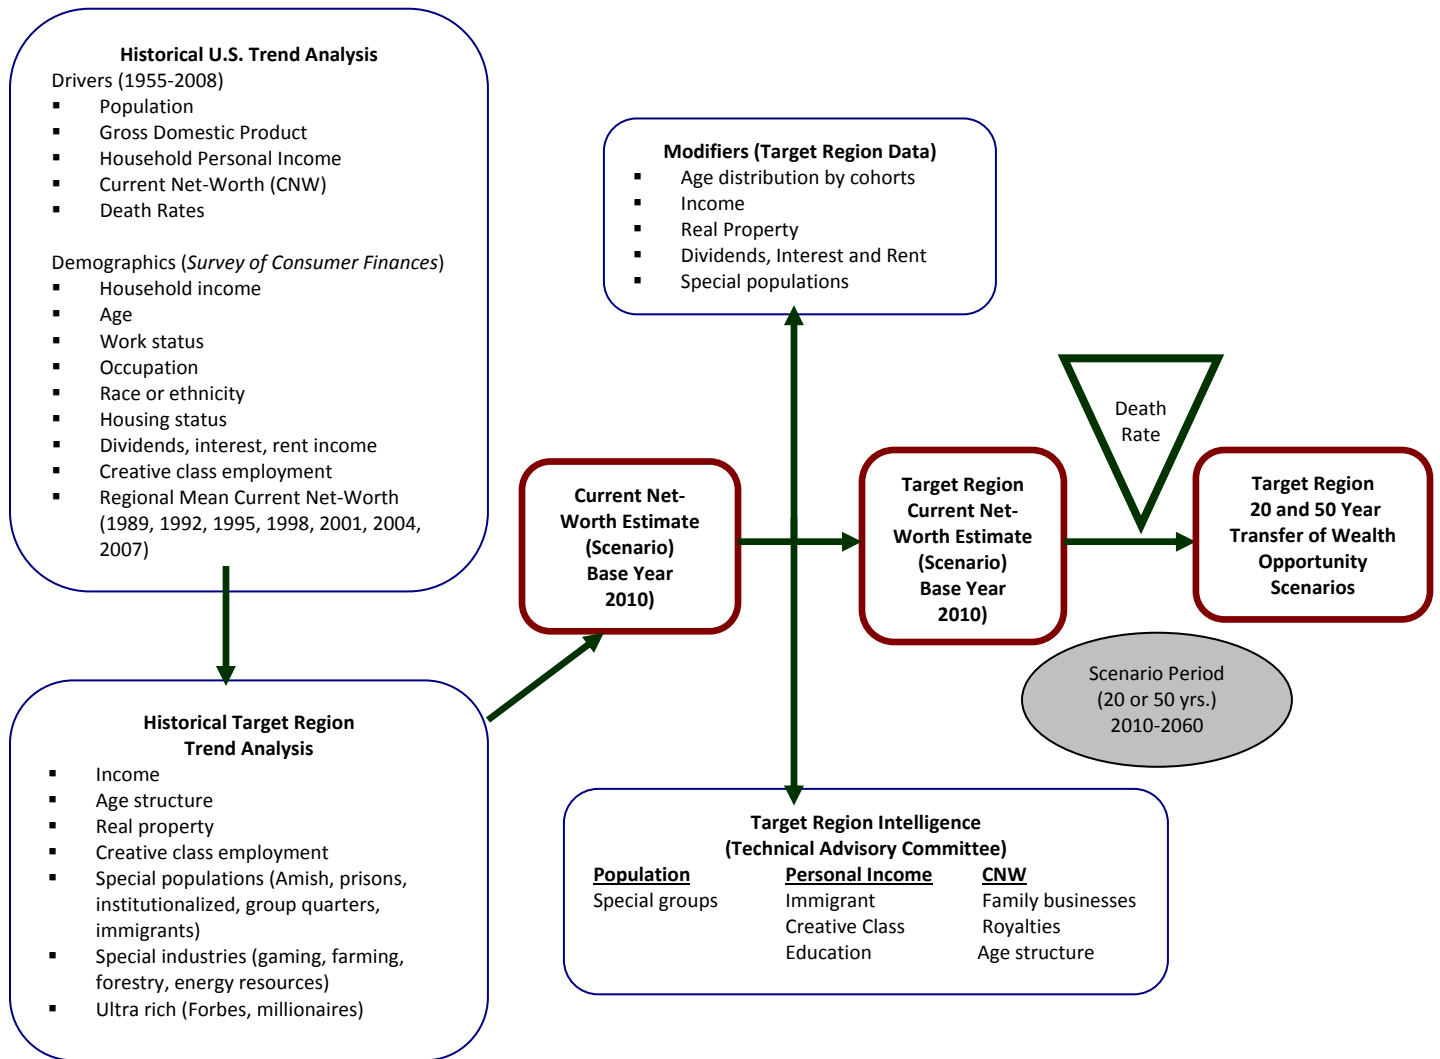 Historical U.S. Trend Analysis
Drivers (1955-2008)
▪ Population
▪ Gross Domestic Product
▪ Household Personal Income
▪ Current Net-Worth (CNW)
▪ Death Rates
Demographics (Survey of Consumer Finances)
▪ Household income
▪ Age
▪ Work status
▪ Occupation
▪ Race or ethnicity
▪ Housing status
▪ Dividends, interest, rent income
▪ Creative class employment
▪ Regional Mean Current Net-Worth
(1989, 1992, 1995, 1998, 2001, 2004,
2007)
Historical Target Region
Trend Analysis
▪ Income
▪ Age structure
▪ Real property
▪ Creative class employment
▪ Special populations (Amish, prisons,
institutionalized, group quarters,
immigrants)
▪ Special industries (gaming, farming,
forestry, energy resources)
▪ Ultra rich (Forbes, millionaires)
Current Net-
Worth Estimate
(Scenario)
Base Year
2010)
Modifiers (Target Region Data)
▪ Age distribution by cohorts
▪ Income
▪ Real Property
▪ Dividends, Interest and Rent
▪ Special populations
Target Region Intelligence
(Technical Advisory Committee)
Population Personal Income CNW
Special groups Immigrant Family businesses
Creative Class Royalties
Education Age structure
Target Region
Current Net-
Worth Estimate
(Scenario)
Base Year
2010)
Death
Rate
Target Region
20 and 50 Year
Transfer of Wealth
Opportunity
Scenarios
Scenario Period
(20 or 50 yrs.)
2010-2060